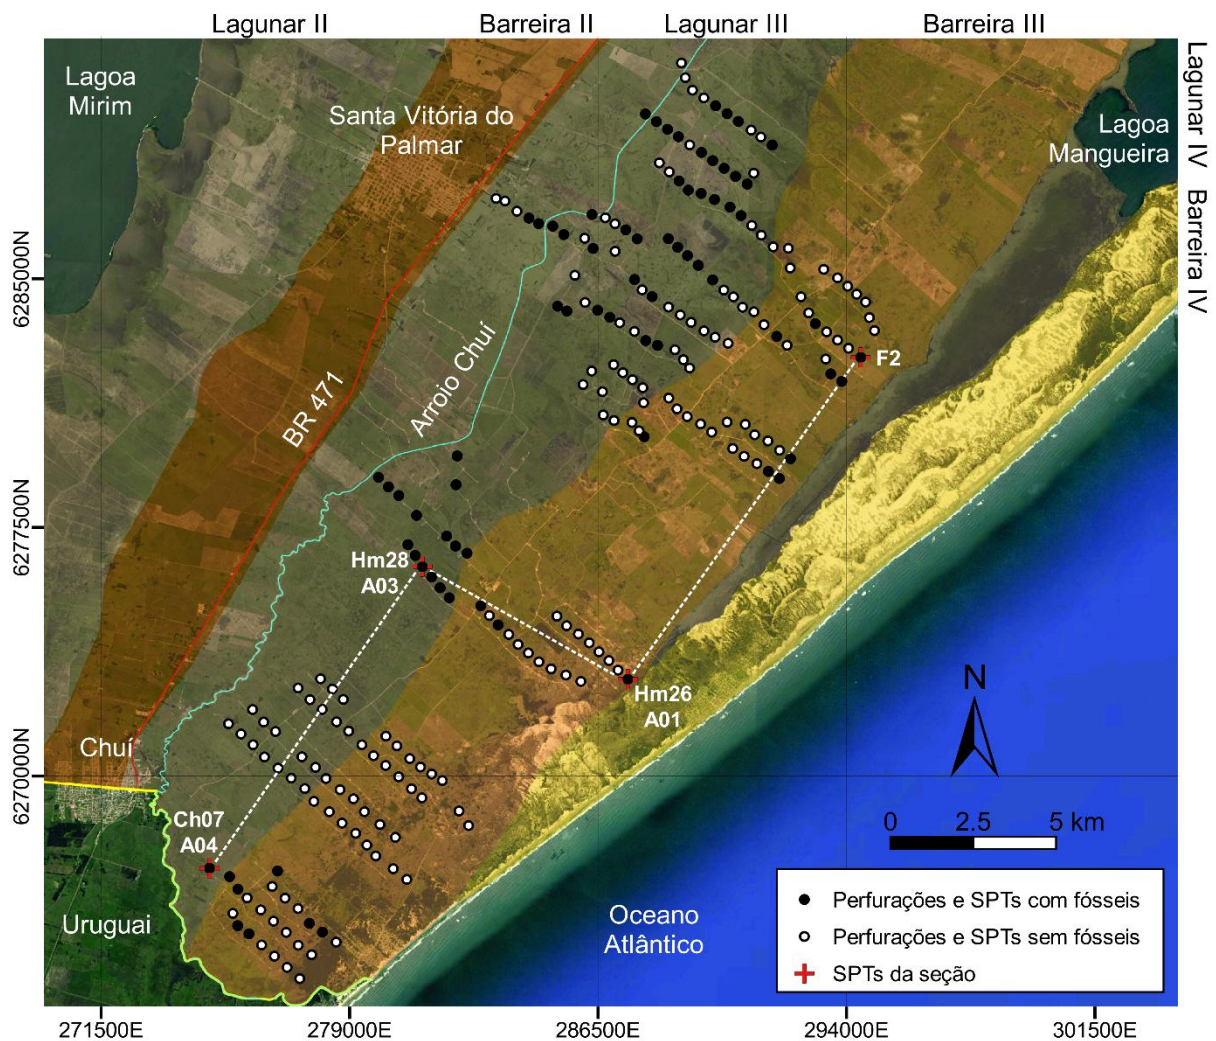 Lagunar II
Barreira II
Lagunar III
Barreira III
Lagunar IV
Barreira IV
Lagoa
Mirim
Santa Vitória do
Palmar
Lagoa
Mangueira
6285000N
6277500N
6270000N
BR 471
Arroio Chuí
F2
Hm28
A03
Hm26
A01
Chuí
Ch07
A04
Uruguai
Oceano
Atlântico
N
0 2.5 5 km
Perfurações e SPTs com fósseis
Perfurações e SPTs sem fósseis
SPTs da seção
271500E
279000E
286500E
294000E
301500E